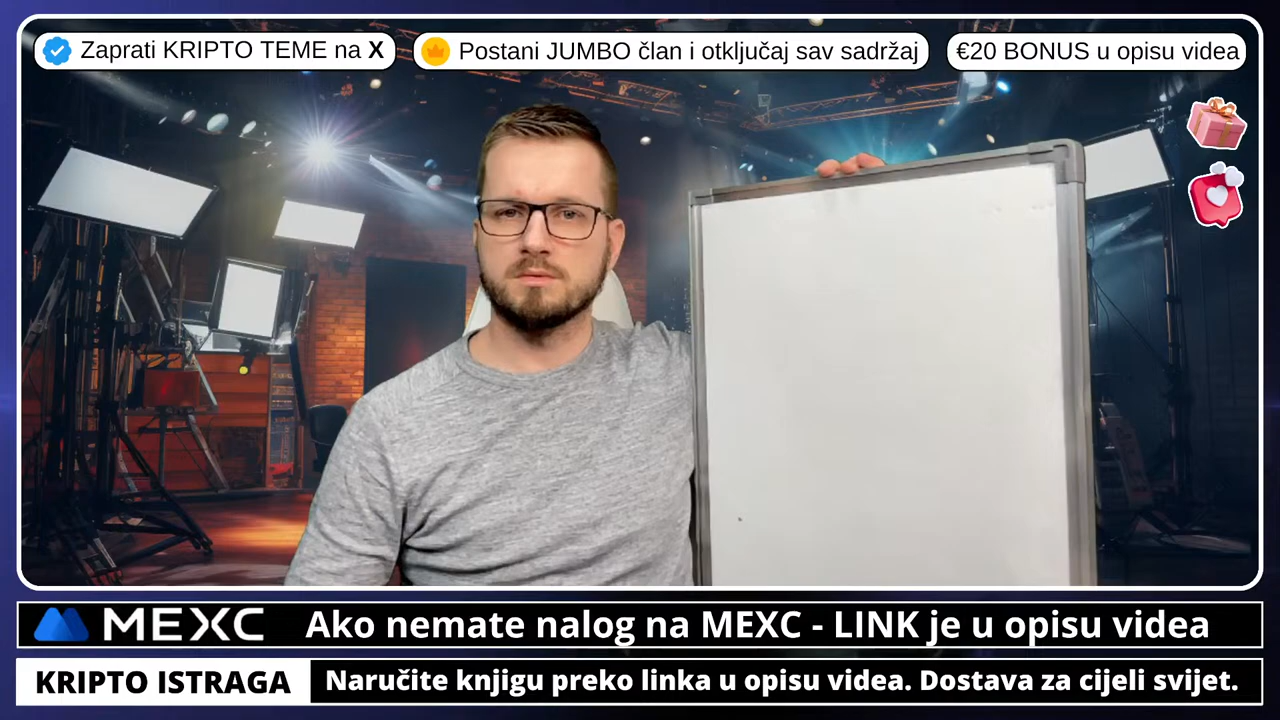 Zaprati KRIPTO TEME na X
Postani JUMBO član i otključaj sav sadržaj
€20 BONUS u opisu videa
MEXC
Ako nemate nalog na MEXC - LINK je u opisu videa
KRIPTO ISTRAGA
Naručite knjigu preko linka u opisu videa. Dostava za cijeli svijet.